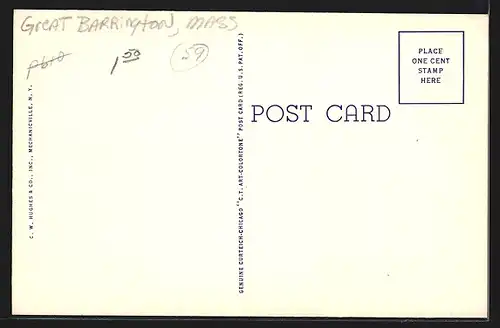 GREAT BARRINGTON, MASS
1 50
59
PLACE
ONE CENT
STAMP
HERE
POST CARD
C. W. HUGHES & CO., INC., MECHANICVILLE, N. Y.
GENUINE CURTEICH-CHICAGO "C.T. ART-COLORTONE" POST CARD (REG. U.S. PAT. OFF.)